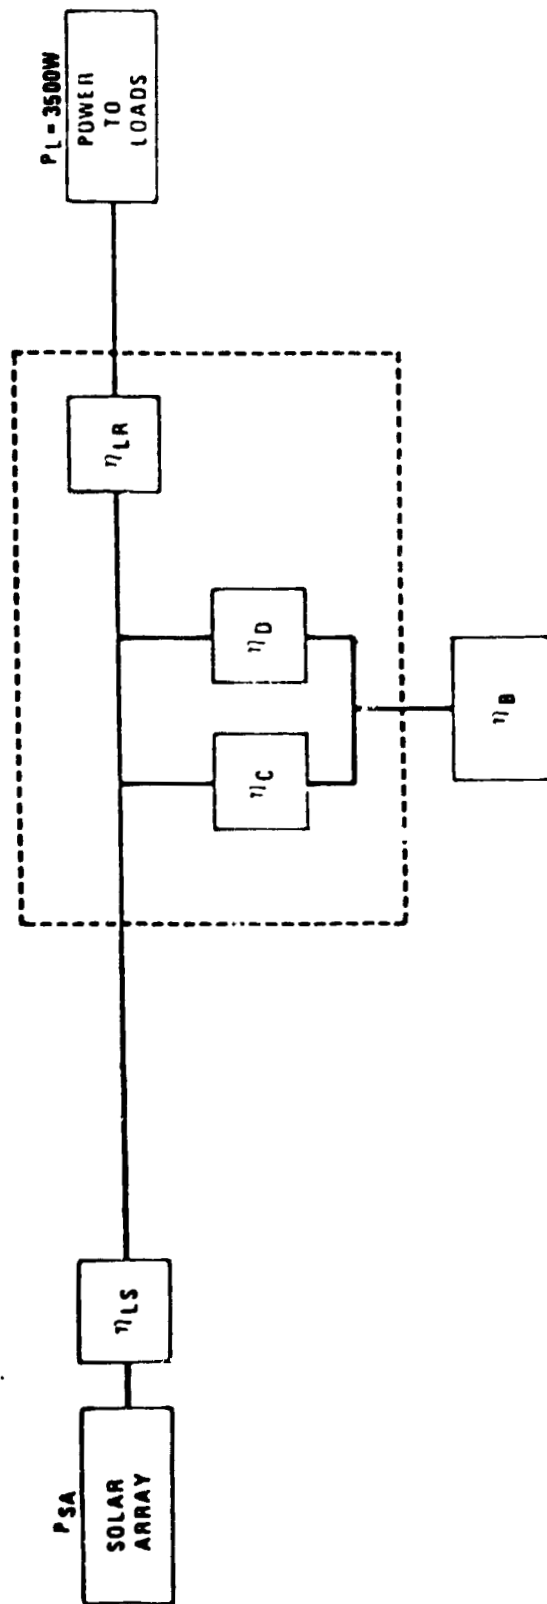 P_SA
SOLAR
ARRAY
η_LS
η_C
η_D
η_B
η_LR
P_L = 3500W
POWER
TO
LOADS